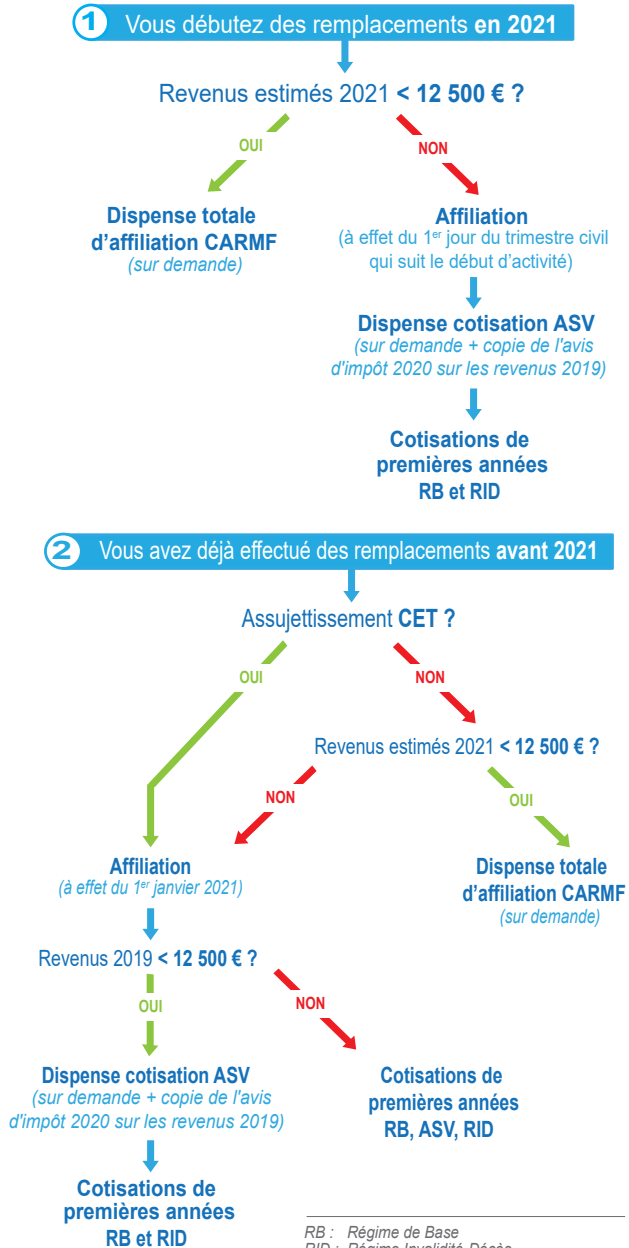 1 Vous débutez des remplacements en 2021
Revenus estimés 2021 < 12 500 € ?
OUI
NON
Dispense totale
d'affiliation CARMF
(sur demande)
Affiliation
(à effet du 1er jour du trimestre civil
qui suit le début d'activité)
Dispense cotisation ASV
(sur demande + copie de l'avis
d'impôt 2020 sur les revenus 2019)
Cotisations de
premières années
RB et RID
2 Vous avez déjà effectué des remplacements avant 2021
Assujettissement CET ?
OUI
NON
Revenus estimés 2021 < 12 500 € ?
NON
OUI
Affiliation
(à effet du 1er janvier 2021)
Dispense totale
d'affiliation CARMF
(sur demande)
Revenus 2019 < 12 500 € ?
OUI
NON
Dispense cotisation ASV
(sur demande + copie de l'avis
d'impôt 2020 sur les revenus 2019)
Cotisations de
premières années
RB, ASV, RID
Cotisations de
premières années
RB et RID
RB : Régime de Base
RID : Régime Invalidité-Décès